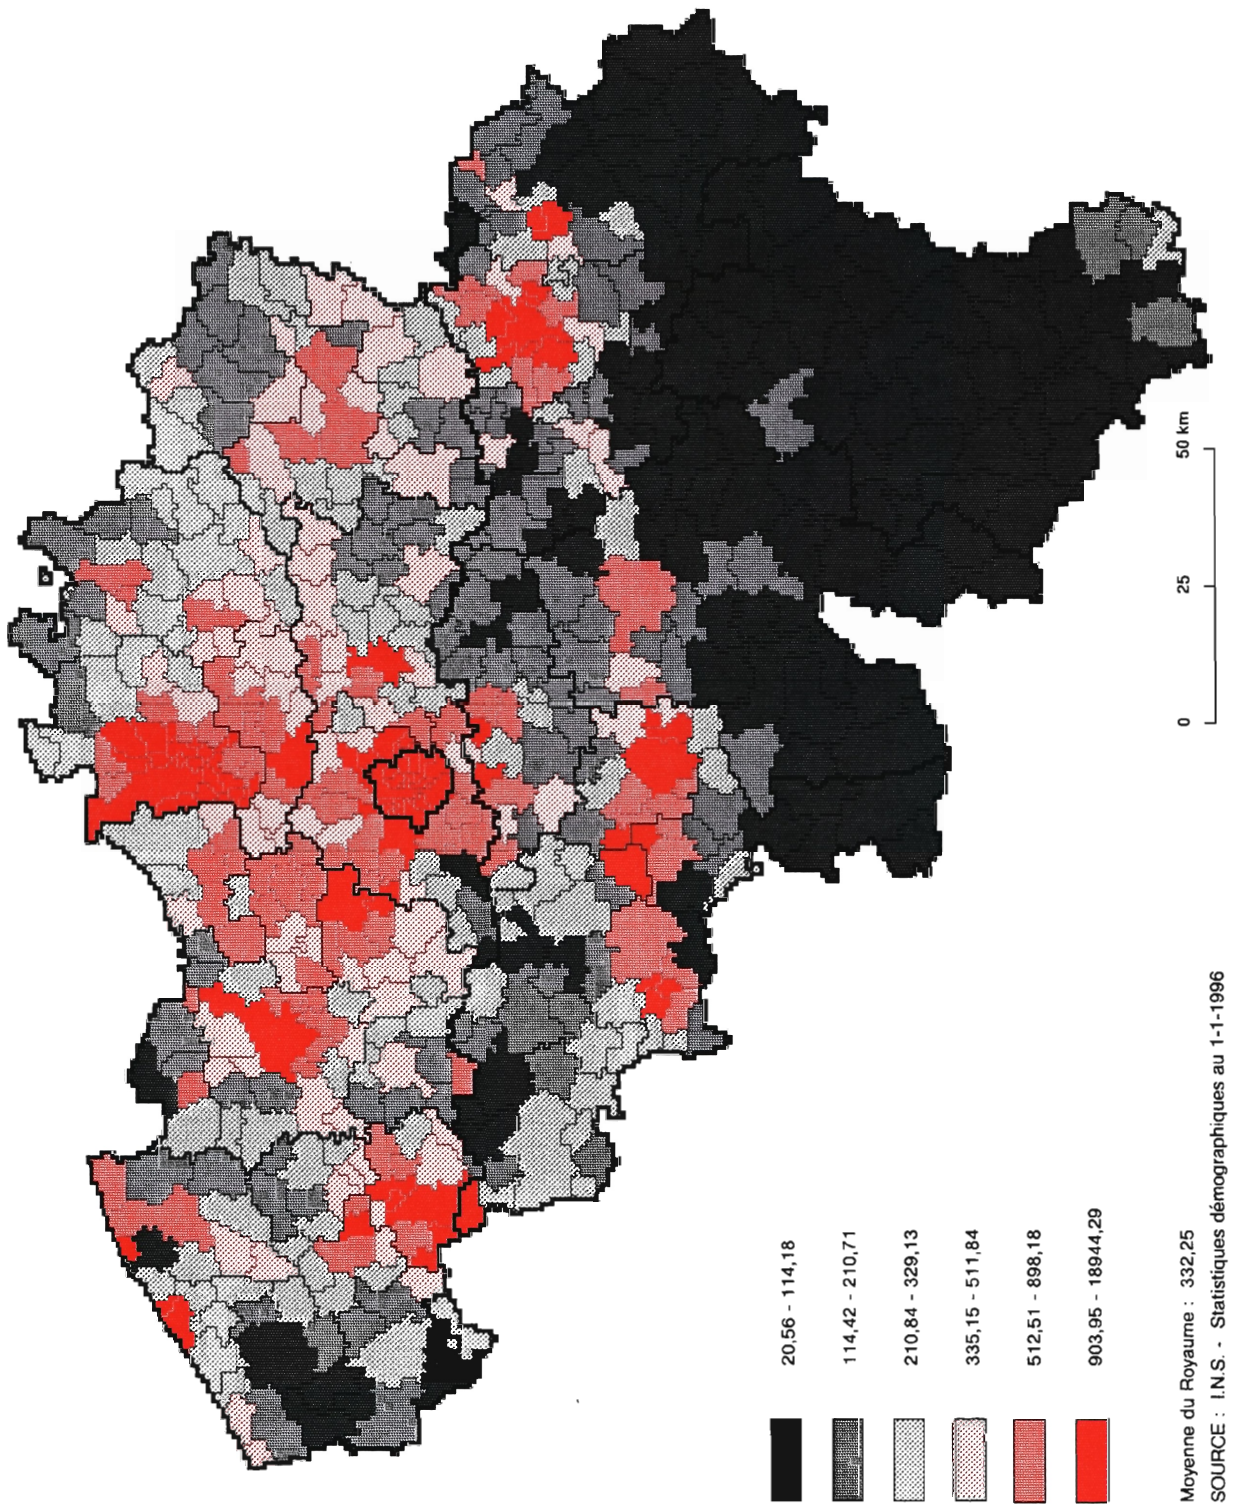 0 25 50 km
20,56 - 114,18
114,42 - 210,71
210,84 - 329,13
335,15 - 511,84
512,51 - 898,18
903,95 - 18944,29
Moyenne du Royaume : 332,25
SOURCE : I.N.S. - Statistiques démographiques au 1-1-1996